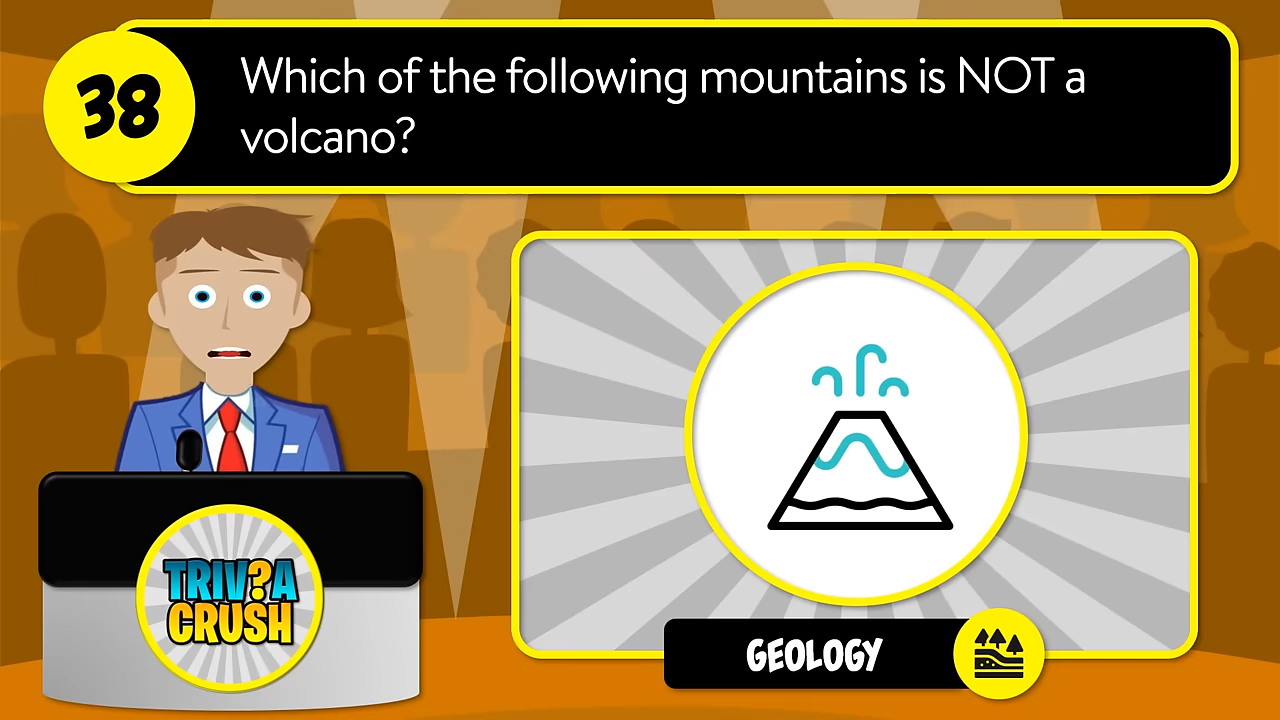 38
Which of the following mountains is NOT a
volcano?
TRIV?A
CRUSH
GEOLOGY